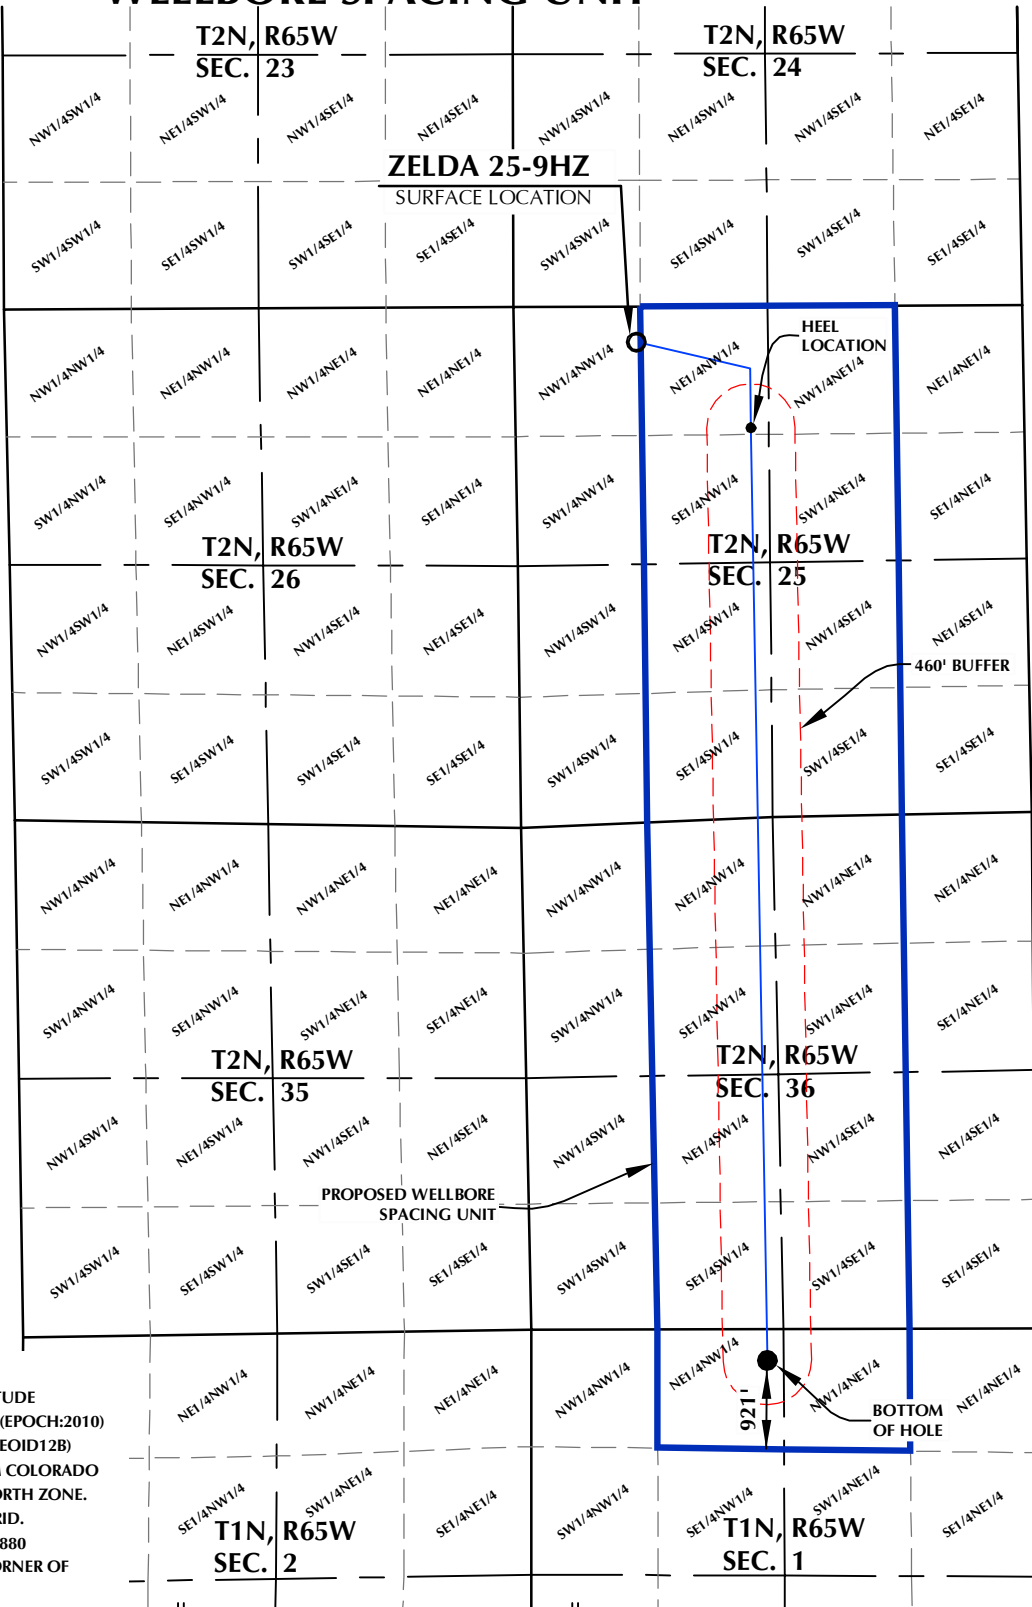 WELLBORE SPACING UNIT
T2N, R65W
SEC. 23
T2N, R65W
SEC. 24
NW1/4SW1/4 NE1/4SW1/4 NW1/4SE1/4 NE1/4SE1/4 NW1/4SW1/4 NE1/4SW1/4 NW1/4SE1/4 NE1/4SE1/4
ZELDA 25-9HZ
SURFACE LOCATION
SW1/4SW1/4 SE1/4SW1/4 SW1/4SE1/4 SE1/4SE1/4 SW1/4SW1/4 SE1/4SW1/4 SW1/4SE1/4 SE1/4SE1/4
HEEL
LOCATION
NW1/4NW1/4 NE1/4NW1/4 NW1/4NE1/4 NE1/4NE1/4 NW1/4NW1/4 NE1/4NW1/4 NW1/4NE1/4 NE1/4NE1/4
SW1/4NW1/4 SE1/4NW1/4 SW1/4NE1/4 SE1/4NE1/4 SW1/4NW1/4 SE1/4NW1/4 SW1/4NE1/4 SE1/4NE1/4
T2N, R65W
SEC. 26
T2N, R65W
SEC. 25
NW1/4SW1/4 NE1/4SW1/4 NW1/4SE1/4 NE1/4SE1/4 NW1/4SW1/4 NE1/4SW1/4 NW1/4SE1/4 NE1/4SE1/4
460' BUFFER
SW1/4SW1/4 SE1/4SW1/4 SW1/4SE1/4 SE1/4SE1/4 SW1/4SW1/4 SE1/4SW1/4 SW1/4SE1/4 SE1/4SE1/4
NW1/4NW1/4 NE1/4NW1/4 NW1/4NE1/4 NE1/4NE1/4 NW1/4NW1/4 NE1/4NW1/4 NW1/4NE1/4 NE1/4NE1/4
SW1/4NW1/4 SE1/4NW1/4 SW1/4NE1/4 SE1/4NE1/4 SW1/4NW1/4 SE1/4NW1/4 SW1/4NE1/4 SE1/4NE1/4
T2N, R65W
SEC. 35
T2N, R65W
SEC. 36
NW1/4SW1/4 NE1/4SW1/4 NW1/4SE1/4 NE1/4SE1/4 NW1/4SW1/4 NE1/4SW1/4 NW1/4SE1/4 NE1/4SE1/4
PROPOSED WELLBORE
SPACING UNIT
SW1/4SW1/4 SE1/4SW1/4 SW1/4SE1/4 SE1/4SE1/4 SW1/4SW1/4 SE1/4SW1/4 SW1/4SE1/4 SE1/4SE1/4
NE1/4NW1/4 NW1/4NE1/4 NE1/4NE1/4 NW1/4NW1/4 NE1/4NW1/4 NW1/4NE1/4 NE1/4NE1/4
921'
BOTTOM
OF HOLE
TUDE
(EPOCH:2010)
EOID12B)
COLORADO
ORTH ZONE.
RID.
880
ORNER OF
SE1/4NW1/4 SW1/4NE1/4 SE1/4NE1/4 SW1/4NW1/4 SE1/4NW1/4 SW1/4NE1/4 SE1/4NE1/4
T1N, R65W
SEC. 2
T1N, R65W
SEC. 1